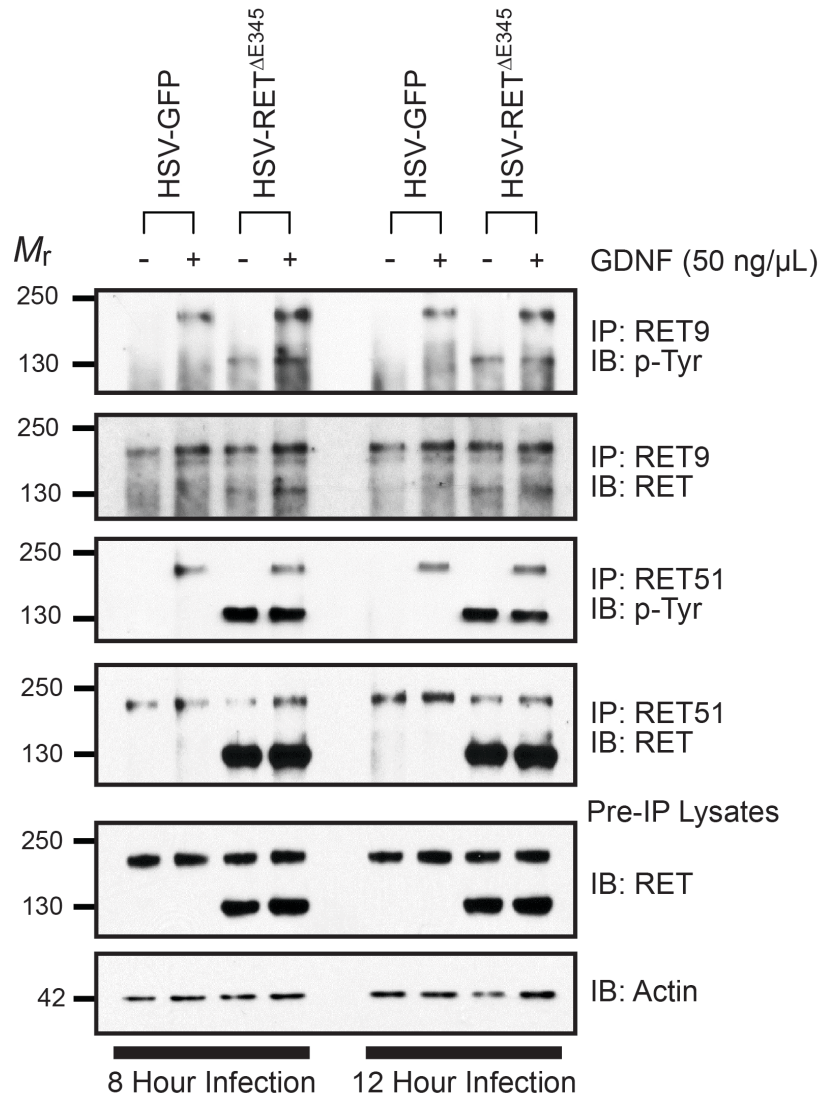 HSV-GFP
HSV-RETΔE345
HSV-GFP
HSV-RETΔE345
Mr
- + - + - + - + GDNF (50 ng/µL)
250
130
IP: RET9
IB: p-Tyr
250
130
IP: RET9
IB: RET
250
130
IP: RET51
IB: p-Tyr
250
130
IP: RET51
IB: RET
Pre-IP Lysates
250
130
IB: RET
42
IB: Actin
8 Hour Infection 12 Hour Infection